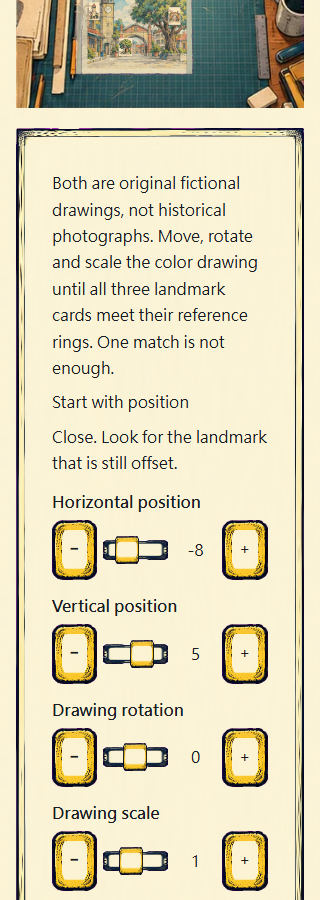 Both are original fictional
drawings, not historical
photographs. Move, rotate
and scale the color drawing
until all three landmark
cards meet their reference
rings. One match is not
enough.
Start with position
Close. Look for the landmark
that is still offset.
Horizontal position
- -8 +
Vertical position
- 5 +
Drawing rotation
- 0 +
Drawing scale
- 1 +